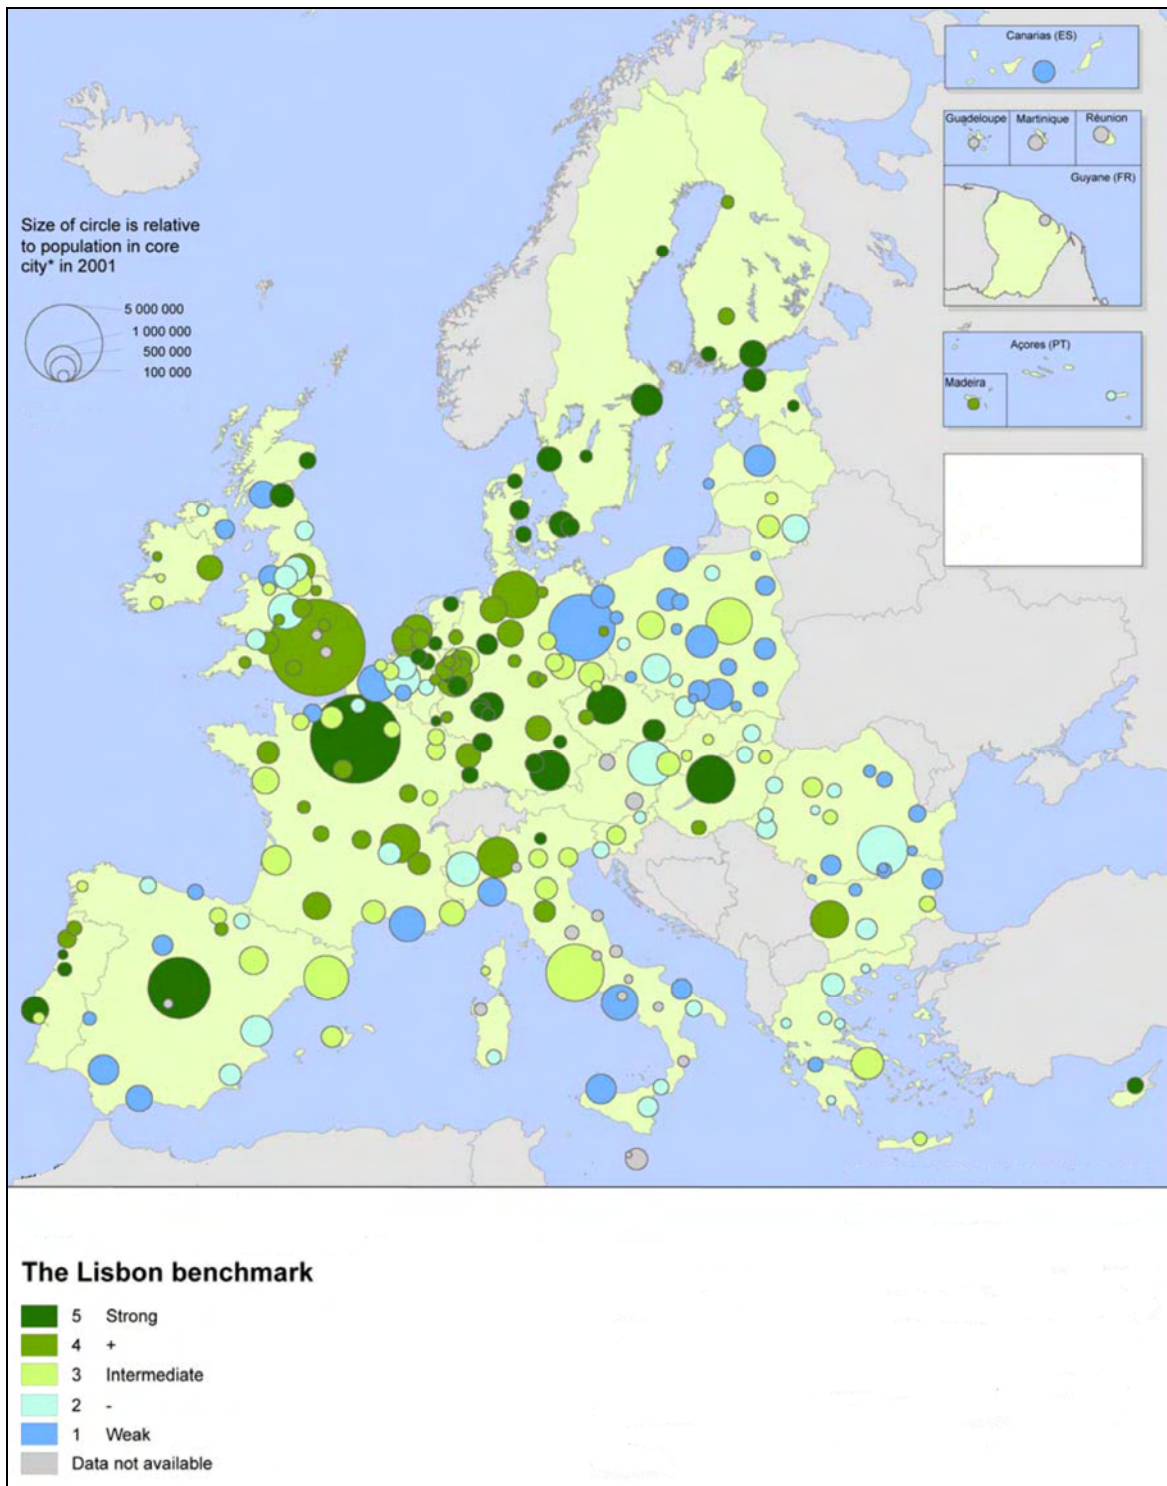 Canarias (ES)
Guadeloupe
Martinique
Réunion
Guyane (FR)
Açores (PT)
Madeira
Size of circle is relative
to population in core
city* in 2001
5 000 000
1 000 000
500 000
100 000
The Lisbon benchmark
5 Strong
4 +
3 Intermediate
2 -
1 Weak
Data not available